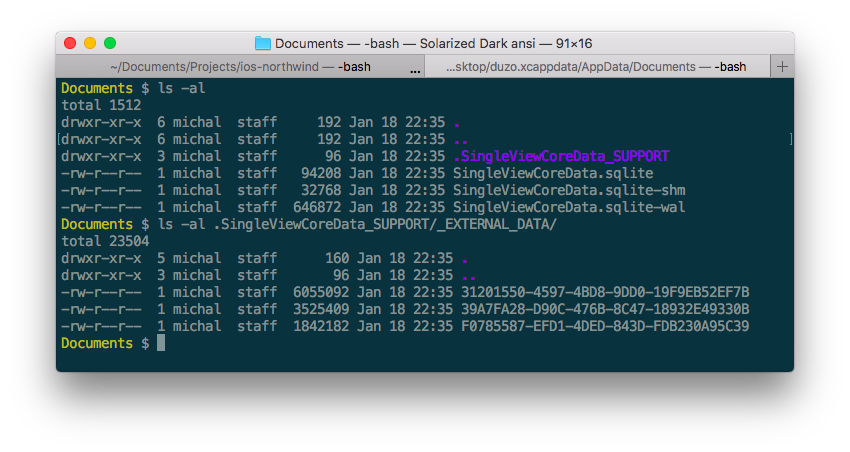 Documents — -bash — Solarized Dark ansi — 91×16
~/Documents/Projects/ios-northwind — -bash ... ...sktop/duzo.xcappdata/AppData/Documents — -bash +
Documents $ ls -al
total 1512
drwxr-xr-x  6 michal  staff     192 Jan 18 22:35 .
[drwxr-xr-x  6 michal  staff     192 Jan 18 22:35 .. ]
drwxr-xr-x  3 michal  staff      96 Jan 18 22:35 .SingleViewCoreData_SUPPORT
-rw-r--r--  1 michal  staff   94208 Jan 18 22:35 SingleViewCoreData.sqlite
-rw-r--r--  1 michal  staff   32768 Jan 18 22:35 SingleViewCoreData.sqlite-shm
-rw-r--r--  1 michal  staff  646872 Jan 18 22:35 SingleViewCoreData.sqlite-wal
Documents $ ls -al .SingleViewCoreData_SUPPORT/_EXTERNAL_DATA/
total 23504
drwxr-xr-x  5 michal  staff      160 Jan 18 22:35 .
drwxr-xr-x  3 michal  staff       96 Jan 18 22:35 ..
-rw-r--r--  1 michal  staff  6055092 Jan 18 22:35 31201550-4597-4BD8-9DD0-19F9EB52EF7B
-rw-r--r--  1 michal  staff  3525409 Jan 18 22:35 39A7FA28-D90C-476B-8C47-18932E49330B
-rw-r--r--  1 michal  staff  1842182 Jan 18 22:35 F0785587-EFD1-4DED-843D-FDB230A95C39
Documents $